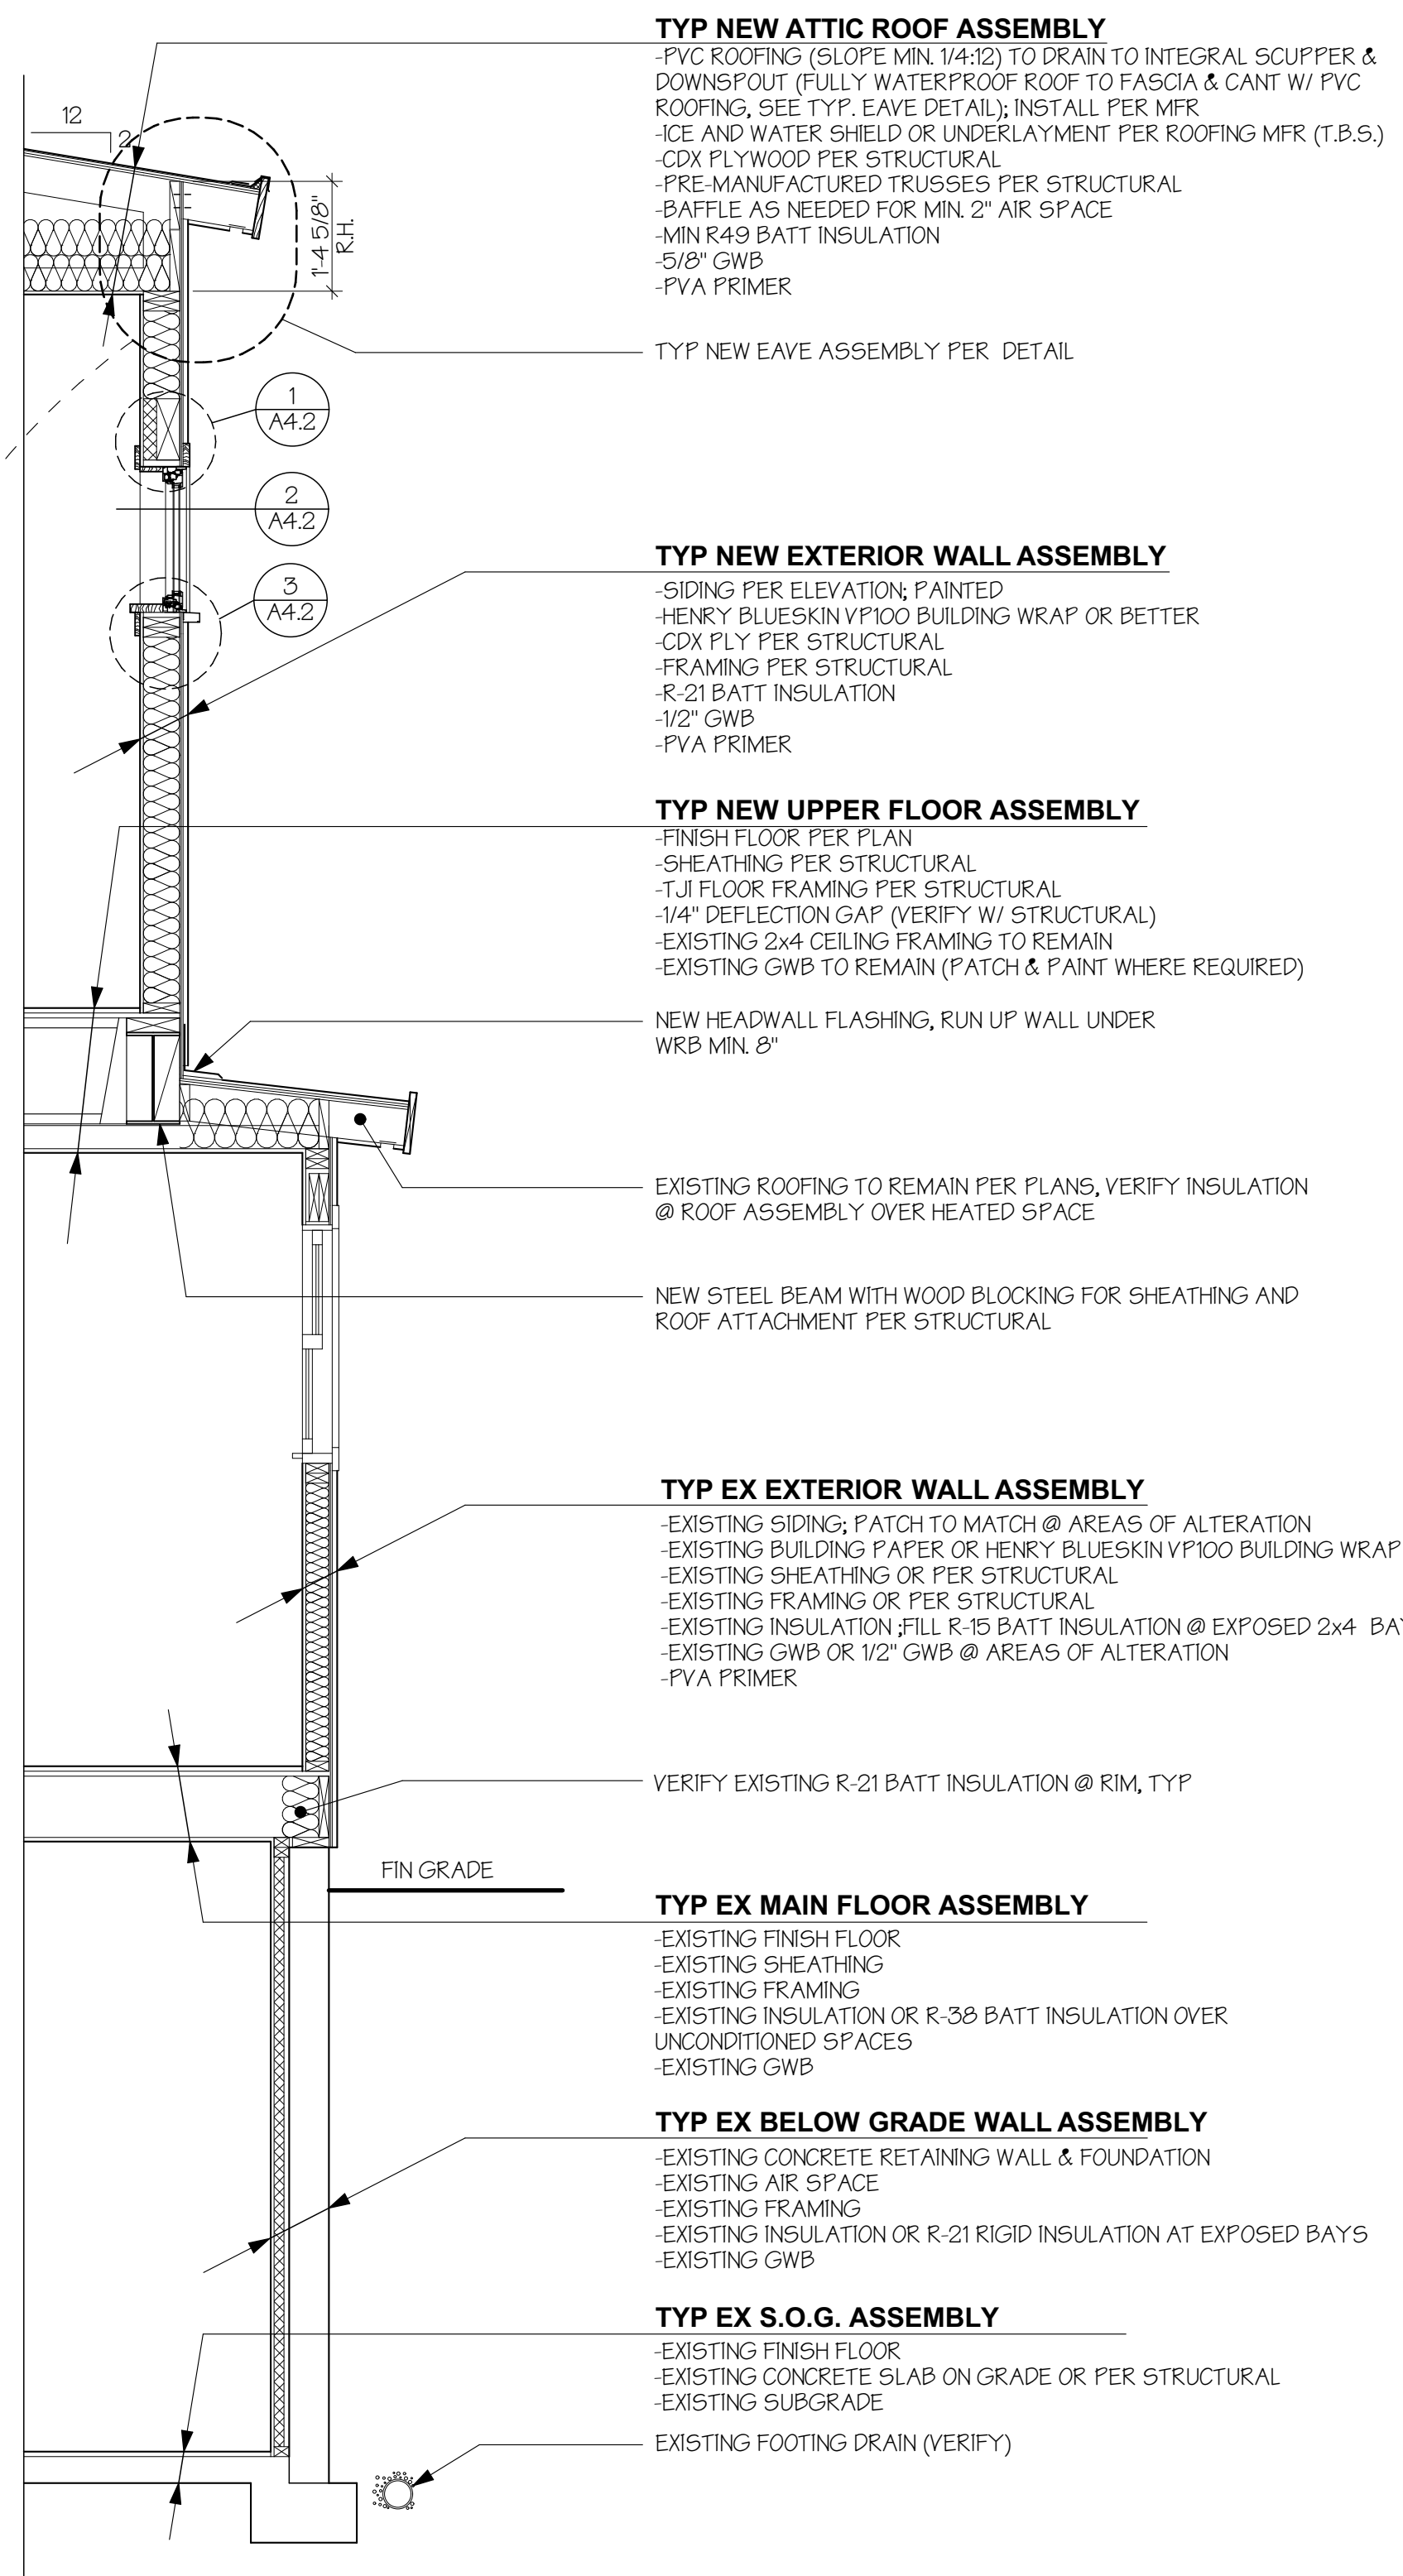 TYP NEW ATTIC ROOF ASSEMBLY
-PVC ROOFING (SLOPE MIN. 1/4:12) TO DRAIN TO INTEGRAL SCUPPER &
DOWNSPOUT (FULLY WATERPROOF ROOF TO FASCIA & CANT W/ PVC
ROOFING, SEE TYP. EAVE DETAIL); INSTALL PER MFR
-ICE AND WATER SHIELD OR UNDERLAYMENT PER ROOFING MFR (T.B.S.)
-CDX PLYWOOD PER STRUCTURAL
-PRE-MANUFACTURED TRUSSES PER STRUCTURAL
-BAFFLE AS NEEDED FOR MIN. 2" AIR SPACE
-MIN R49 BATT INSULATION
-5/8" GWB
-PVA PRIMER
12
2
1'-4 5/8"
R.H.
TYP NEW EAVE ASSEMBLY PER DETAIL
1
A4.2
2
A4.2
3
A4.2
TYP NEW EXTERIOR WALL ASSEMBLY
-SIDING PER ELEVATION; PAINTED
-HENRY BLUESKIN VP100 BUILDING WRAP OR BETTER
-CDX PLY PER STRUCTURAL
-FRAMING PER STRUCTURAL
-R-21 BATT INSULATION
-1/2" GWB
-PVA PRIMER
TYP NEW UPPER FLOOR ASSEMBLY
-FINISH FLOOR PER PLAN
-SHEATHING PER STRUCTURAL
-TJI FLOOR FRAMING PER STRUCTURAL
-1/4" DEFLECTION GAP (VERIFY W/ STRUCTURAL)
-EXISTING 2x4 CEILING FRAMING TO REMAIN
-EXISTING GWB TO REMAIN (PATCH & PAINT WHERE REQUIRED)
NEW HEADWALL FLASHING, RUN UP WALL UNDER
WRB MIN. 8"
EXISTING ROOFING TO REMAIN PER PLANS, VERIFY INSULATION
@ ROOF ASSEMBLY OVER HEATED SPACE
NEW STEEL BEAM WITH WOOD BLOCKING FOR SHEATHING AND
ROOF ATTACHMENT PER STRUCTURAL
TYP EX EXTERIOR WALL ASSEMBLY
-EXISTING SIDING; PATCH TO MATCH @ AREAS OF ALTERATION
-EXISTING BUILDING PAPER OR HENRY BLUESKIN VP100 BUILDING WRAP
-EXISTING SHEATHING OR PER STRUCTURAL
-EXISTING FRAMING OR PER STRUCTURAL
-EXISTING INSULATION ;FILL R-15 BATT INSULATION @ EXPOSED 2x4
-EXISTING GWB OR 1/2" GWB @ AREAS OF ALTERATION
-PVA PRIMER
VERIFY EXISTING R-21 BATT INSULATION @ RIM, TYP
FIN GRADE
TYP EX MAIN FLOOR ASSEMBLY
-EXISTING FINISH FLOOR
-EXISTING SHEATHING
-EXISTING FRAMING
-EXISTING INSULATION OR R-38 BATT INSULATION OVER
UNCONDITIONED SPACES
-EXISTING GWB
TYP EX BELOW GRADE WALL ASSEMBLY
-EXISTING CONCRETE RETAINING WALL & FOUNDATION
-EXISTING AIR SPACE
-EXISTING FRAMING
-EXISTING INSULATION OR R-21 RIGID INSULATION AT EXPOSED BAYS
-EXISTING GWB
TYP EX S.O.G. ASSEMBLY
-EXISTING FINISH FLOOR
-EXISTING CONCRETE SLAB ON GRADE OR PER STRUCTURAL
-EXISTING SUBGRADE
EXISTING FOOTING DRAIN (VERIFY)